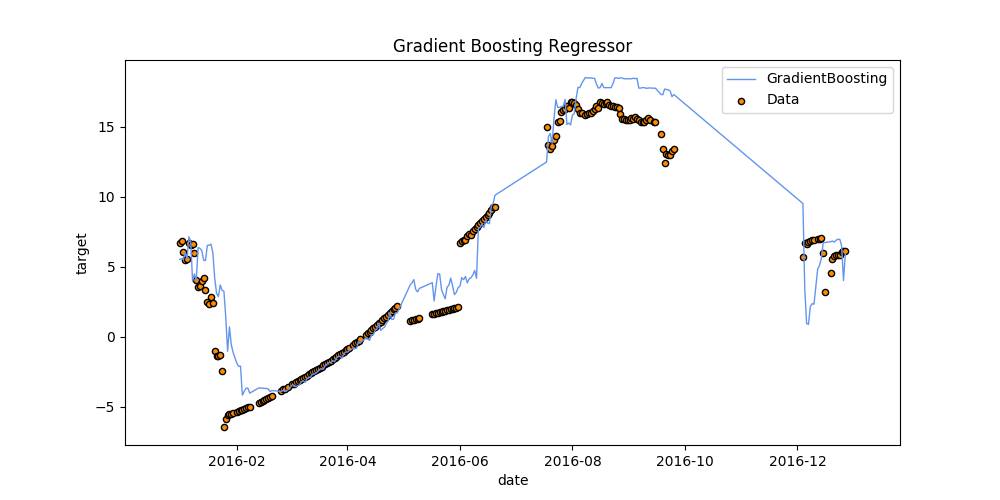 Gradient Boosting Regressor
GradientBoosting
Data
15
10
5
0
−5
target
2016-02
2016-04
2016-06
2016-08
2016-10
2016-12
date